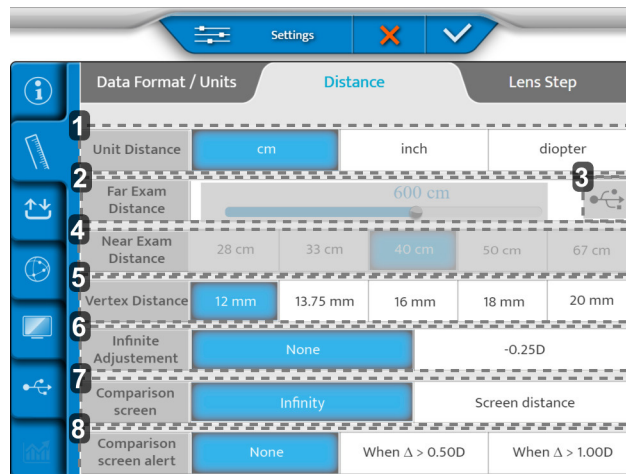 Settings
Data Format / Units
Distance
Lens Step
1
Unit Distance
cm
inch
diopter
2
Far Exam
Distance
600 cm
3
4
Near Exam
Distance
28 cm
33 cm
40 cm
50 cm
67 cm
5
Vertex Distance
12 mm
13.75 mm
16 mm
18 mm
20 mm
6
Infinite
Adjustement
None
-0.25D
7
Comparison
screen
Infinity
Screen distance
8
Comparison
screen alert
None
When Δ > 0.50D
When Δ > 1.00D